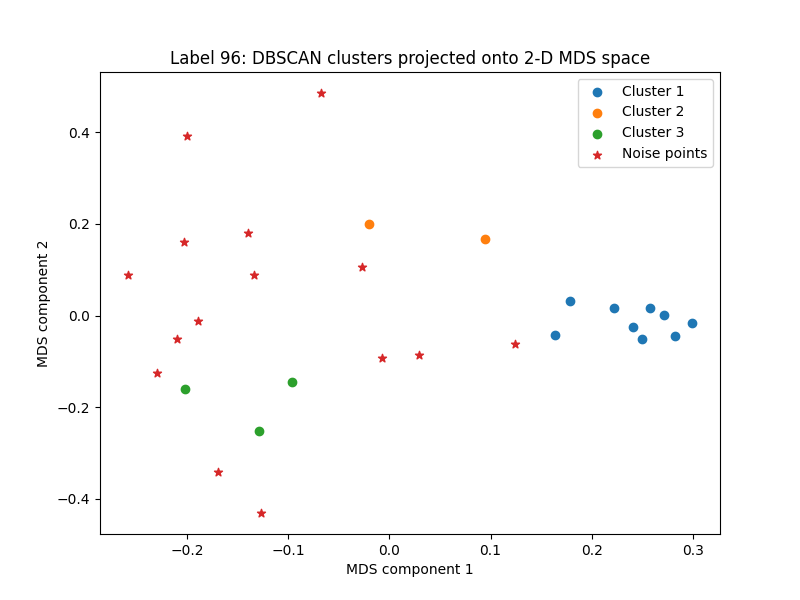 Label 96: DBSCAN clusters projected onto 2-D MDS space
Cluster 1
Cluster 2
Cluster 3
Noise points
0.4
0.2
0.0
−0.2
−0.4
MDS component 2
−0.2 −0.1 0.0 0.1 0.2 0.3
MDS component 1